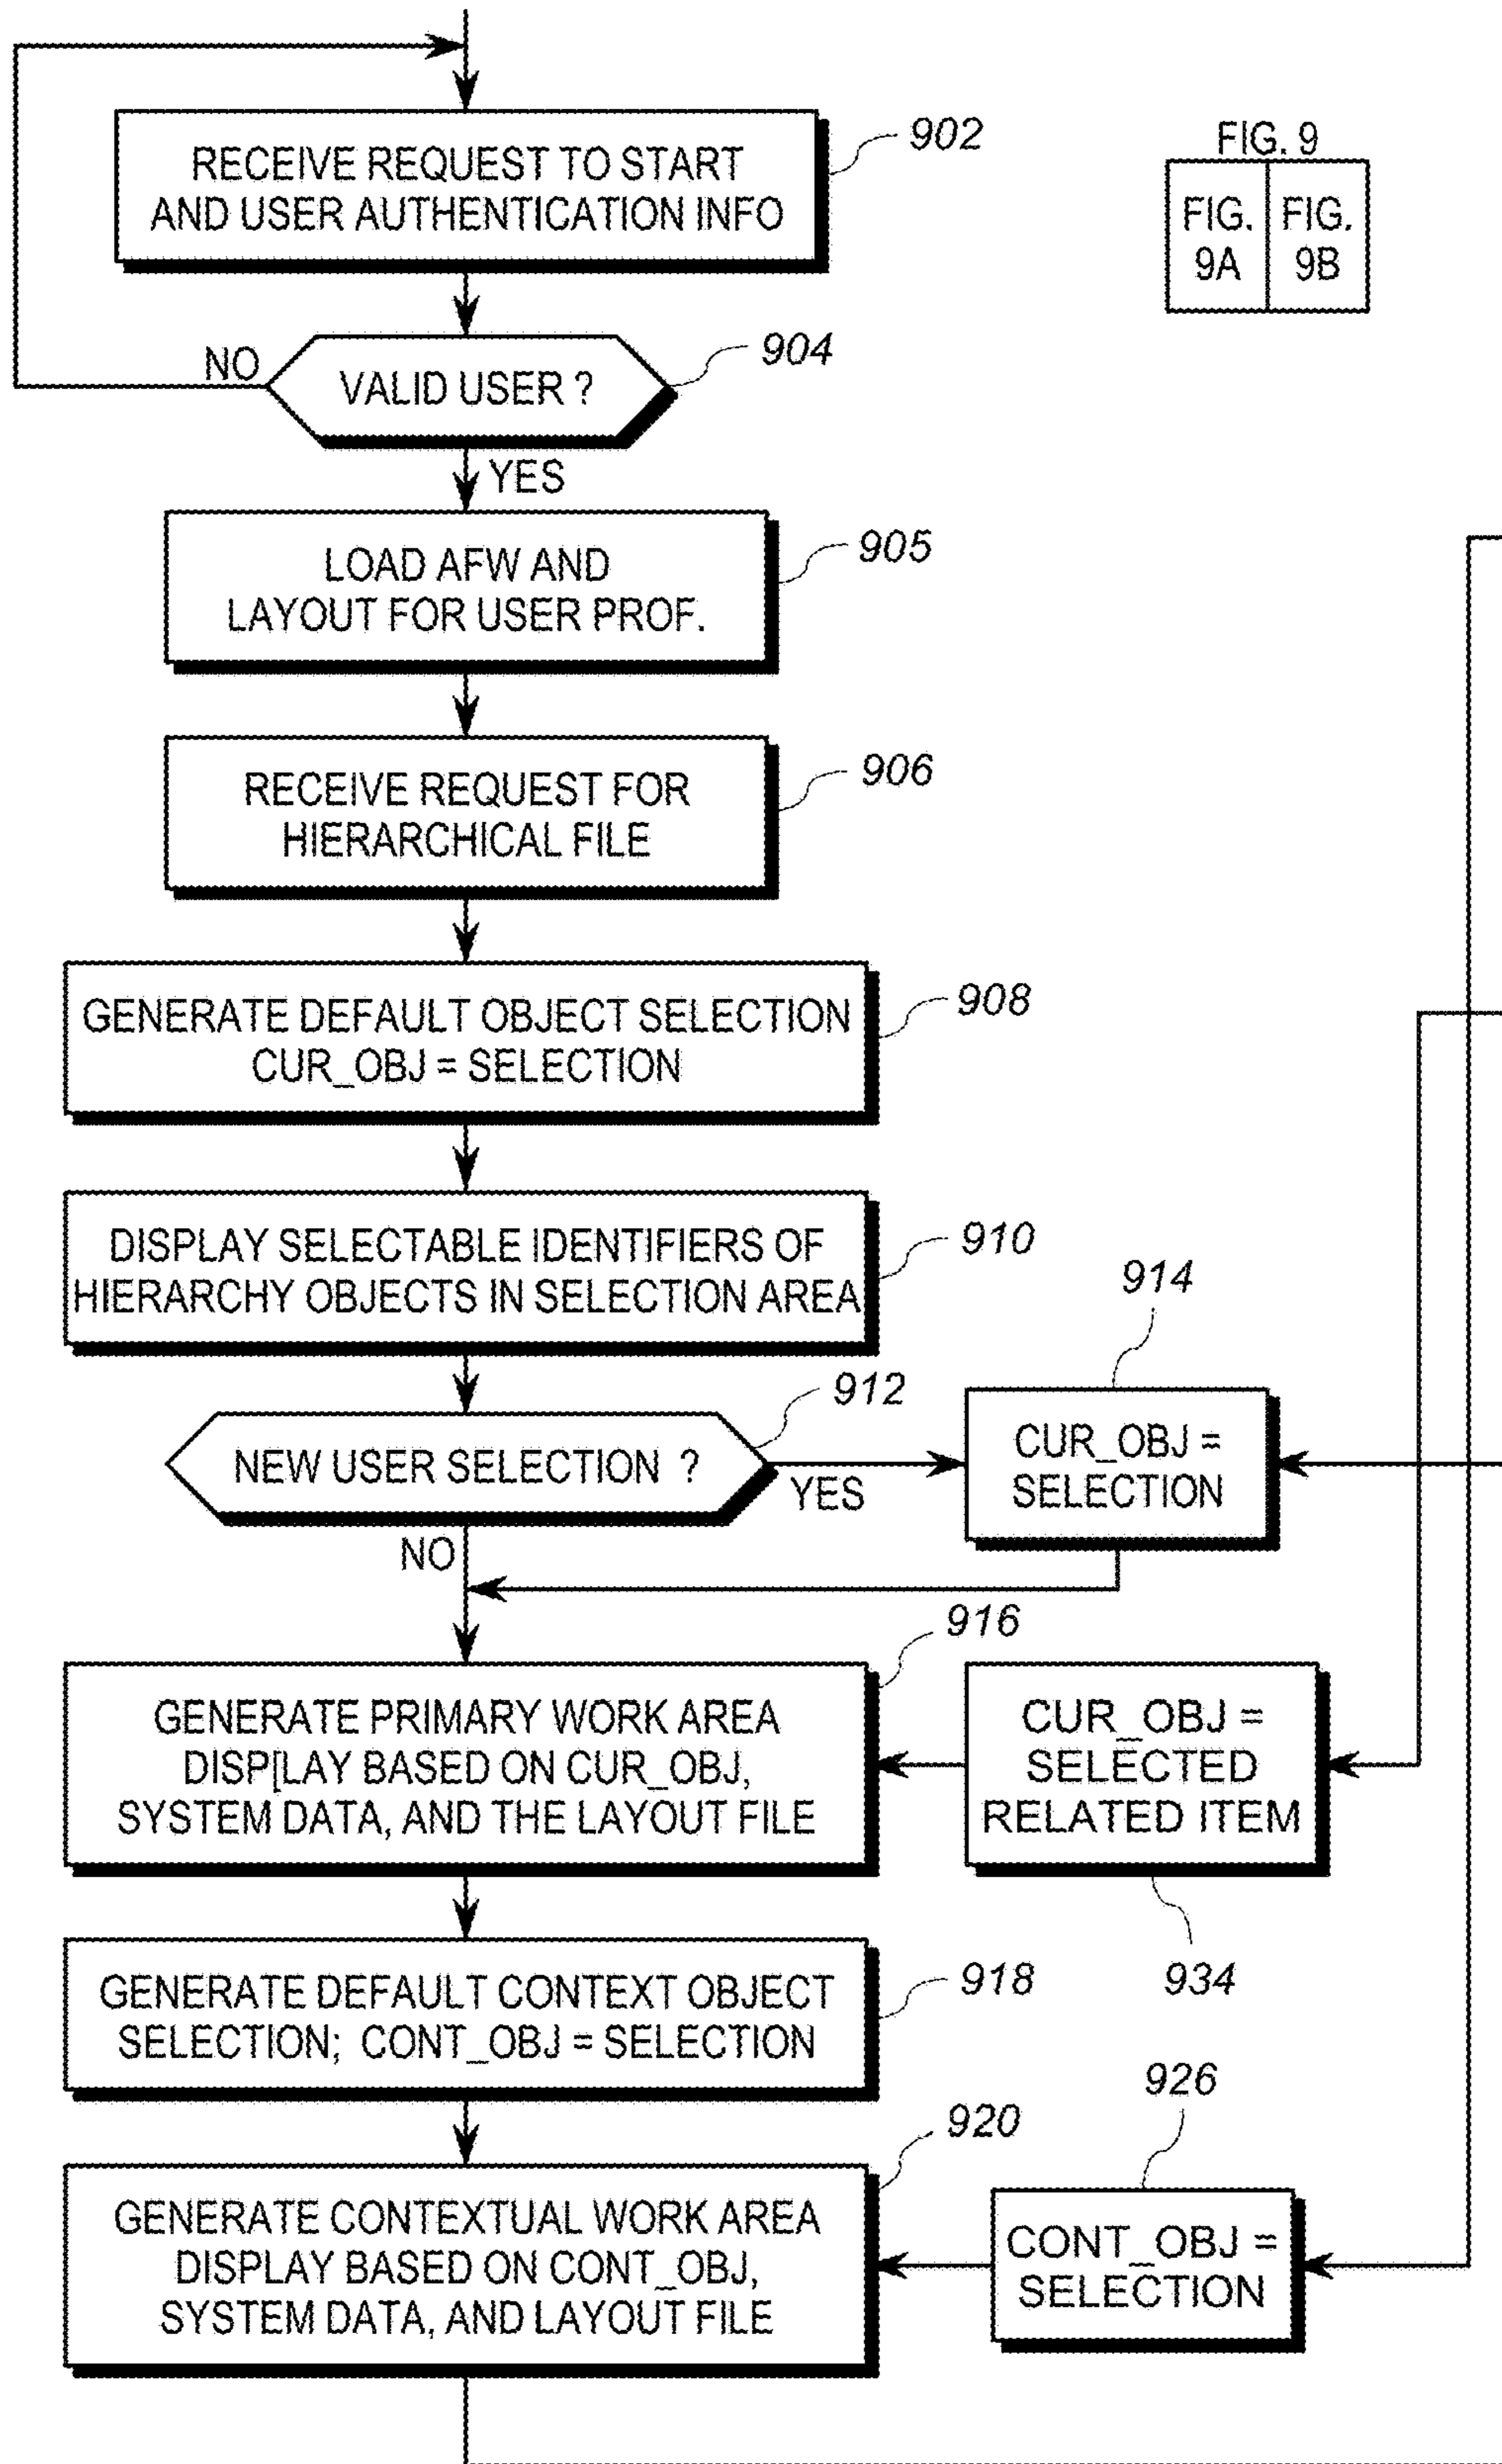 902
RECEIVE REQUEST TO START
AND USER AUTHENTICATION INFO
FIG. 9
FIG.
9A
FIG.
9B
904
NO
VALID USER ?
YES
905
LOAD AFW AND
LAYOUT FOR USER PROF.
906
RECEIVE REQUEST FOR
HIERARCHICAL FILE
908
GENERATE DEFAULT OBJECT SELECTION
CUR_OBJ = SELECTION
910
DISPLAY SELECTABLE IDENTIFIERS OF
HIERARCHY OBJECTS IN SELECTION AREA
912
NEW USER SELECTION ?
YES
NO
914
CUR_OBJ =
SELECTION
916
GENERATE PRIMARY WORK AREA
DISP[LAY BASED ON CUR_OBJ,
SYSTEM DATA, AND THE LAYOUT FILE
CUR_OBJ =
SELECTED
RELATED ITEM
934
918
GENERATE DEFAULT CONTEXT OBJECT
SELECTION; CONT_OBJ = SELECTION
920
GENERATE CONTEXTUAL WORK AREA
DISPLAY BASED ON CONT_OBJ,
SYSTEM DATA, AND LAYOUT FILE
926
CONT_OBJ =
SELECTION